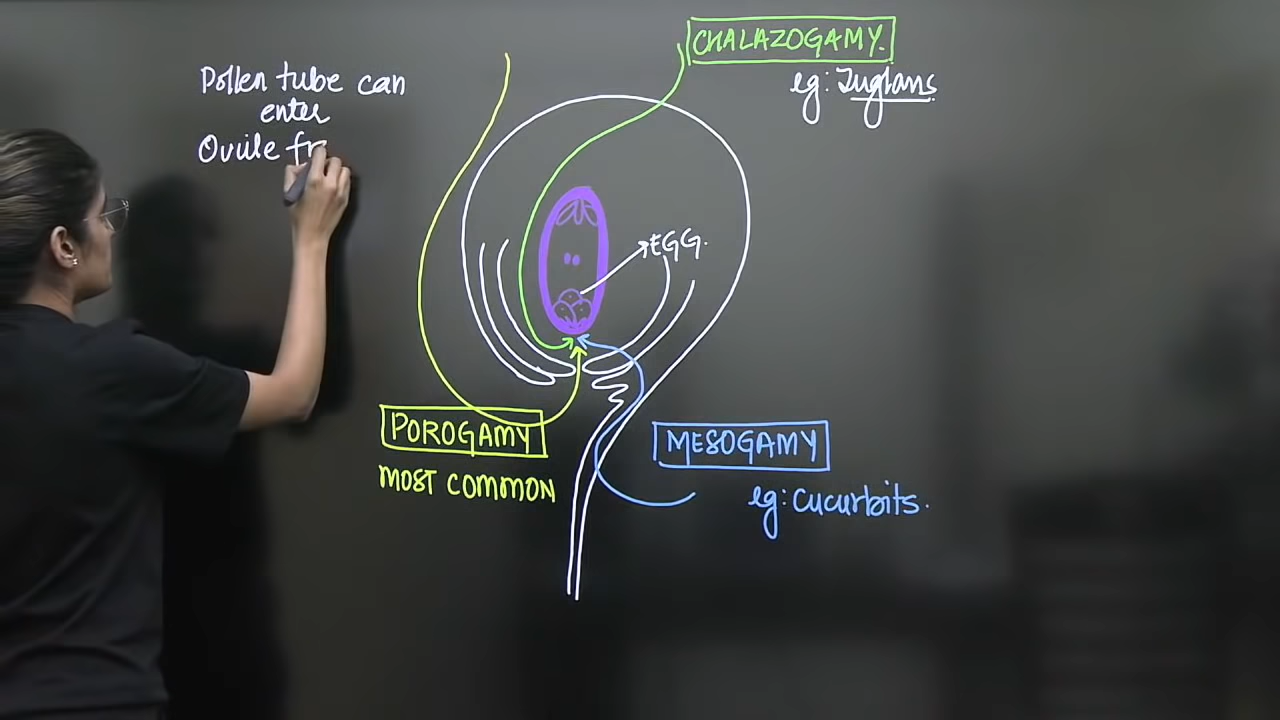 Pollen tube can
enter
Ovule fr
CHALAZOGAMY.
eg: Juglans
EGG.
POROGAMY
MOST COMMON
MESOGAMY
eg: Cucurbits.